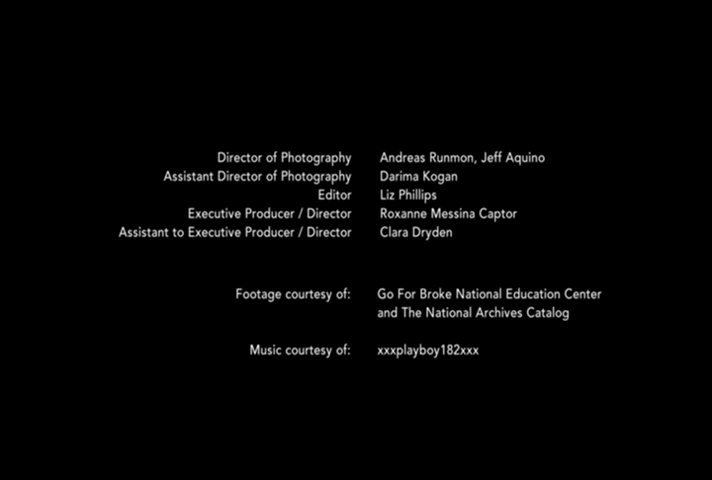 Director of Photography Andreas Runmon, Jeff Aquino
Assistant Director of Photography Darima Kogan
Editor Liz Phillips
Executive Producer / Director Roxanne Messina Captor
Assistant to Executive Producer / Director Clara Dryden
Footage courtesy of: Go For Broke National Education Center
and The National Archives Catalog
Music courtesy of: xxxplayboy182xxx